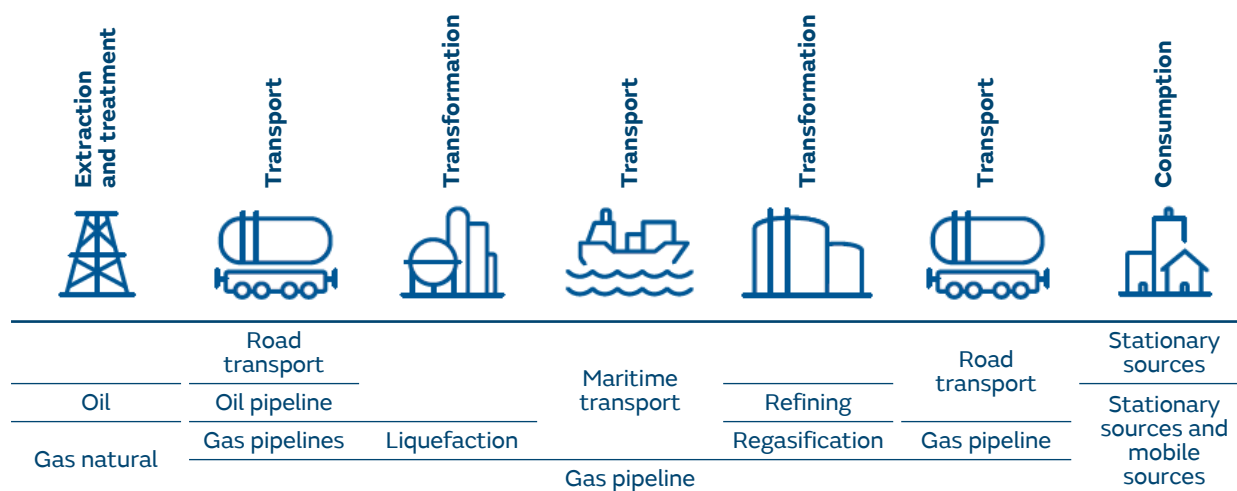 Extraction
and treatment
Transport
Transformation
Transport
Transformation
Transport
Consumption
Road
transport
Stationary
sources
Maritime
transport
Road
transport
Oil
Oil pipeline
Refining
Stationary
sources and
mobile
sources
Gas natural
Gas pipelines
Liquefaction
Regasification
Gas pipeline
Gas pipeline